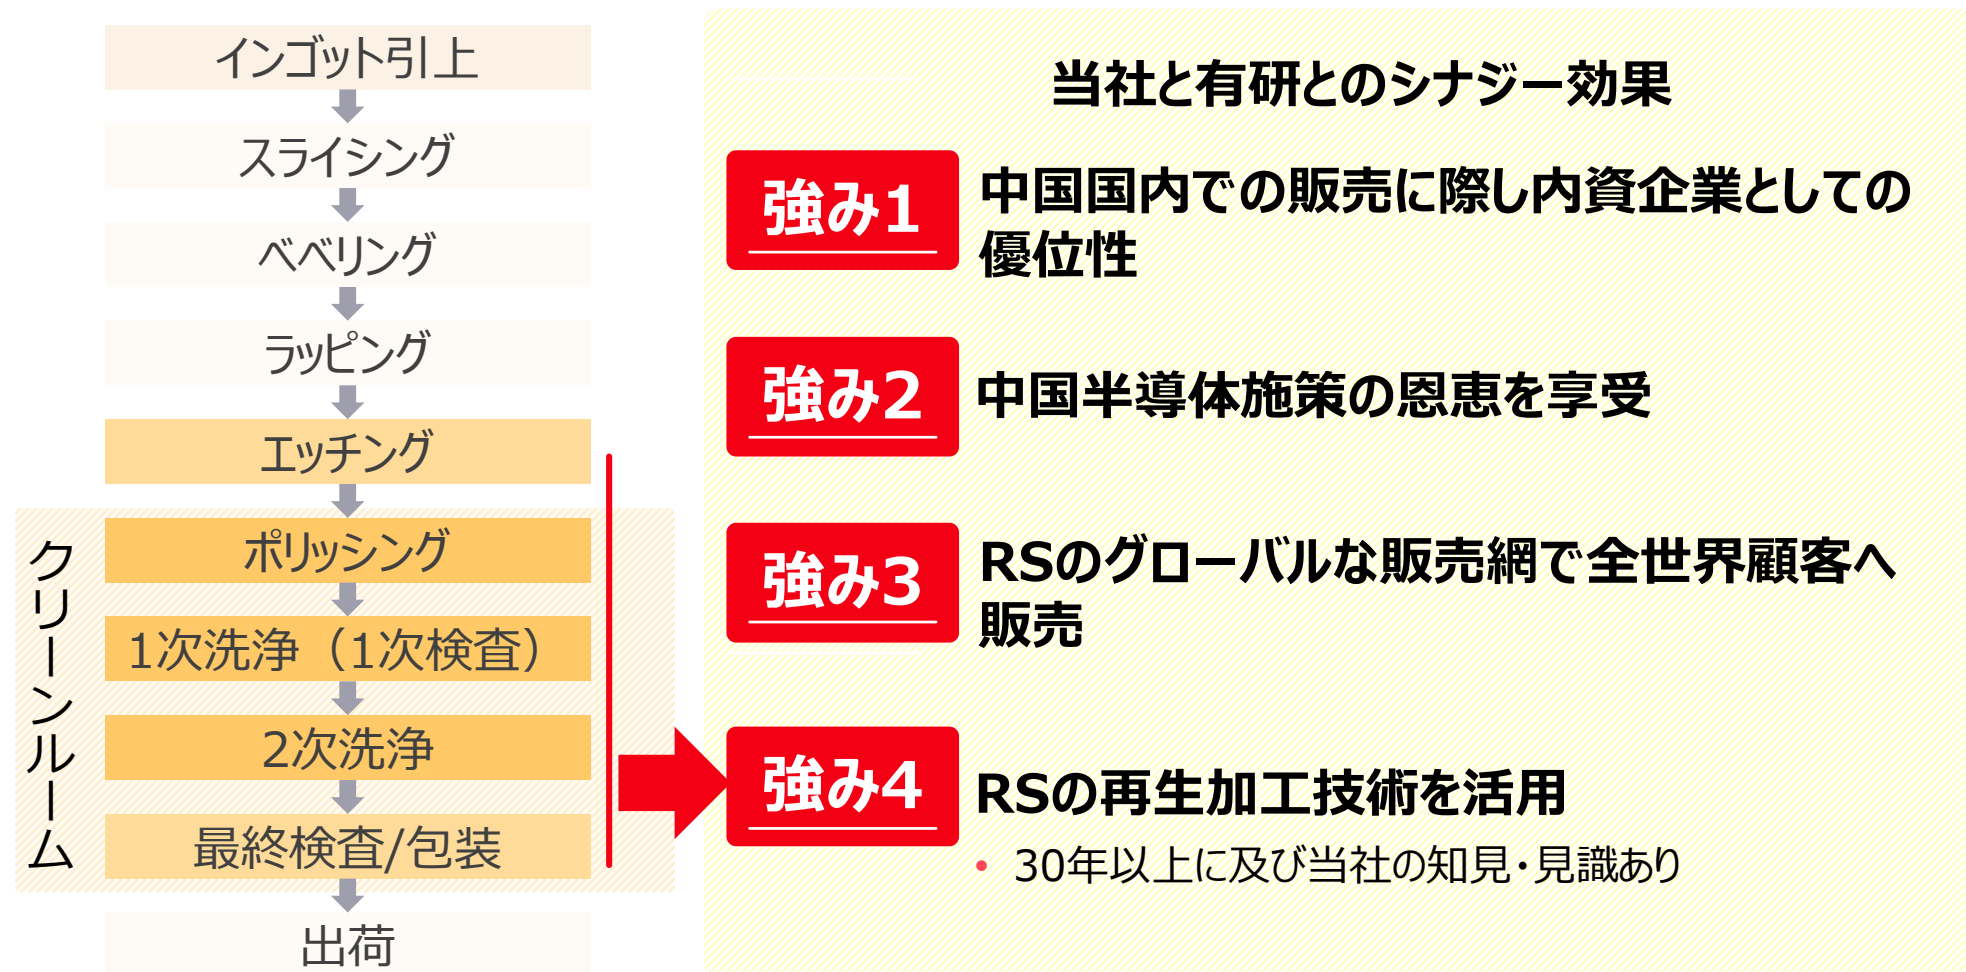 インゴット引上
スライシング
ベベリング
ラッピング
エッチング
ポリッシング
1次洗浄（1次検査）
2次洗浄
最終検査/包装
出荷
クリーンルーム
当社と有研とのシナジー効果
強み1
中国国内での販売に際し内資企業としての
優位性
強み2
中国半導体施策の恩恵を享受
強み3
RSのグローバルな販売網で全世界顧客へ
販売
強み4
RSの再生加工技術を活用
• 30年以上に及び当社の知見・見識あり